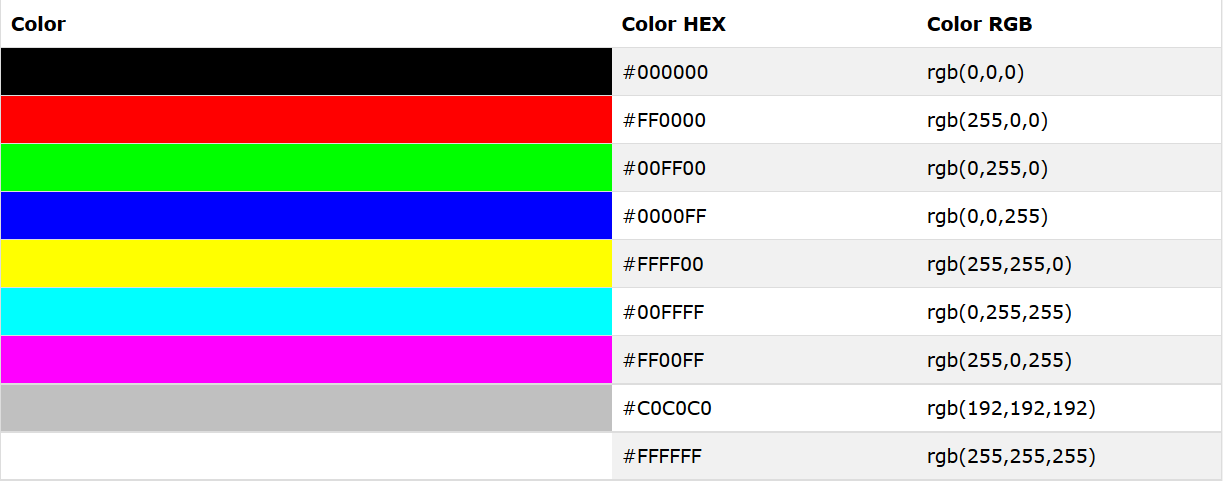 Color Color HEX Color RGB
#000000 rgb(0,0,0)
#FF0000 rgb(255,0,0)
#00FF00 rgb(0,255,0)
#0000FF rgb(0,0,255)
#FFFF00 rgb(255,255,0)
#00FFFF rgb(0,255,255)
#FF00FF rgb(255,0,255)
#C0C0C0 rgb(192,192,192)
#FFFFFF rgb(255,255,255)